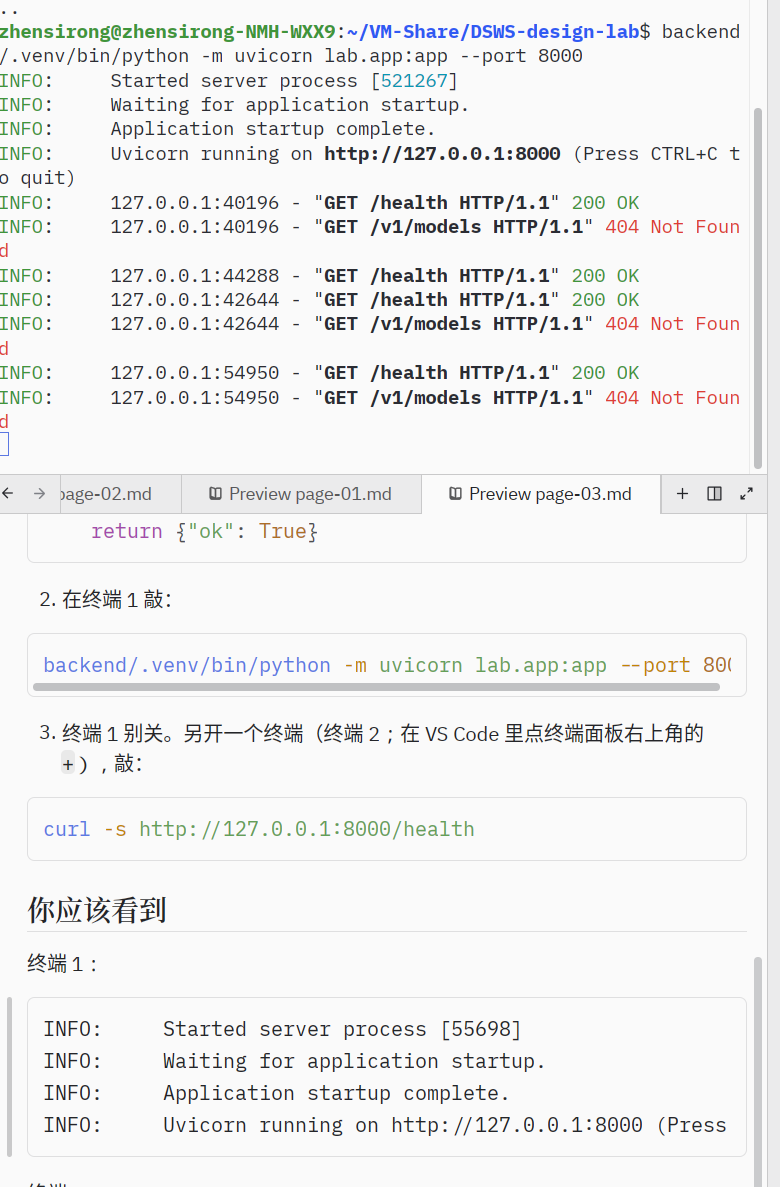 ..
zhensirong@zhensirong-NMH-WXX9:~/VM-Share/DSWS-design-lab$ backend
/.venv/bin/python -m uvicorn lab.app:app --port 8000
INFO:     Started server process [521267]
INFO:     Waiting for application startup.
INFO:     Application startup complete.
INFO:     Uvicorn running on http://127.0.0.1:8000 (Press CTRL+C t
o quit)
INFO:     127.0.0.1:40196 - "GET /health HTTP/1.1" 200 OK
INFO:     127.0.0.1:40196 - "GET /v1/models HTTP/1.1" 404 Not Foun
d
INFO:     127.0.0.1:44288 - "GET /health HTTP/1.1" 200 OK
INFO:     127.0.0.1:42644 - "GET /health HTTP/1.1" 200 OK
INFO:     127.0.0.1:42644 - "GET /v1/models HTTP/1.1" 404 Not Foun
d
INFO:     127.0.0.1:54950 - "GET /health HTTP/1.1" 200 OK
INFO:     127.0.0.1:54950 - "GET /v1/models HTTP/1.1" 404 Not Foun
d
page-02.md Preview page-01.md Preview page-03.md
return {"ok": True}
2. 在终端 1 敲：
backend/.venv/bin/python -m uvicorn lab.app:app --port 800
3. 终端 1 别关。另开一个终端（终端 2；在 VS Code 里点终端面板右上角的
+），敲：
curl -s http://127.0.0.1:8000/health
你应该看到
终端 1：
INFO:     Started server process [55698]
INFO:     Waiting for application startup.
INFO:     Application startup complete.
INFO:     Uvicorn running on http://127.0.0.1:8000 (Press